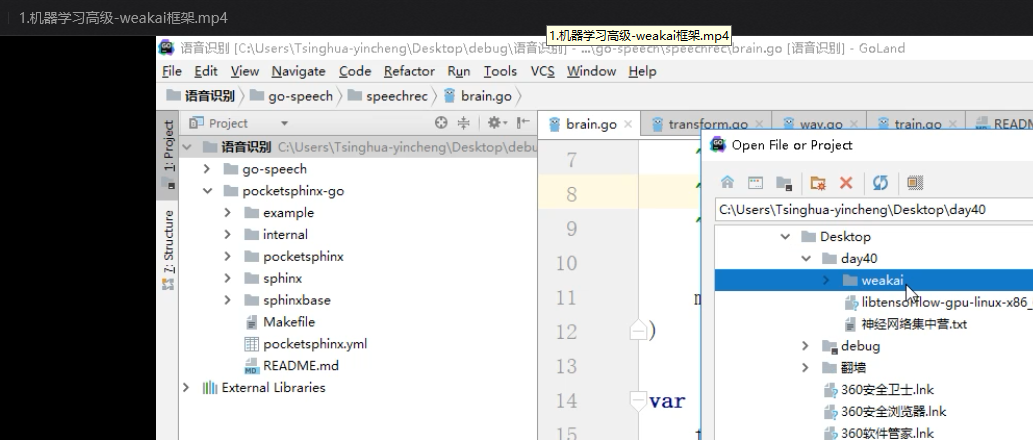 1.机器学习高级-weakai框架.mp4
1.机器学习高级-weakai框架.mp4
语音识别 [C:\Users\Tsinghua-yincheng\Desktop\debug\语音识别] - ...\go-speech\speechrec\brain.go [语音识别] - GoLand
File Edit View Navigate Code Refactor Run Tools VCS Window Help
语音识别 go-speech speechrec brain.go
1: Project
7: Structure
Project
语音识别 C:\Users\Tsinghua-yincheng\Desktop\debu
go-speech
pocketsphinx-go
example
internal
pocketsphinx
sphinx
sphinxbase
Makefile
pocketsphinx.yml
README.md
External Libraries
brain.go transform.go wav.go train.go READM
7
8
9
10
11 m
12 )
13
14 var
15
Open File or Project
C:\Users\Tsinghua-yincheng\Desktop\day40
Desktop
day40
weakai
libtensorflow-gpu-linux-x86_
神经网络集中营.txt
debug
翻墙
360安全卫士.lnk
360安全浏览器.lnk
360软件管家.lnk